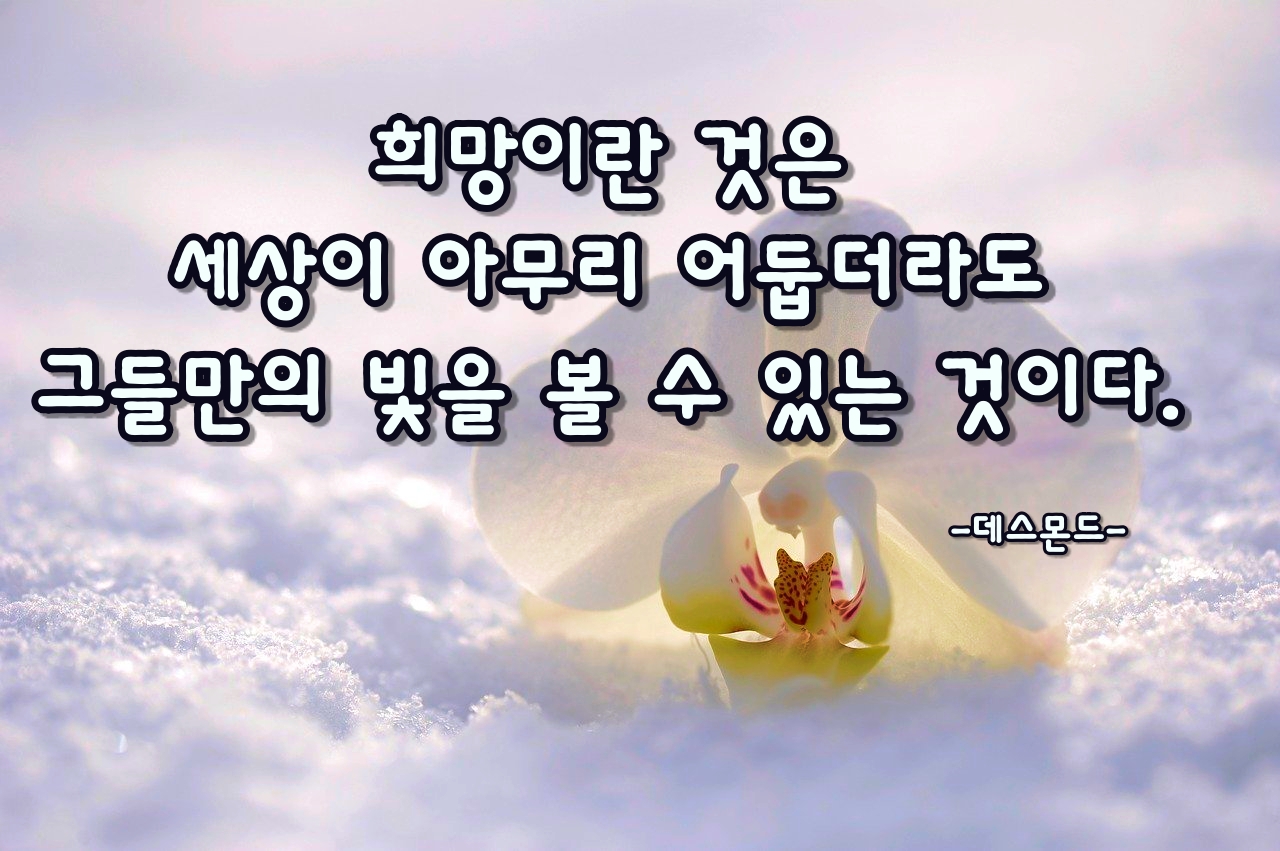 희망이란 것은
세상이 아무리 어둡더라도
그들만의 빛을 볼 수 있는 것이다.
-데스몬드-